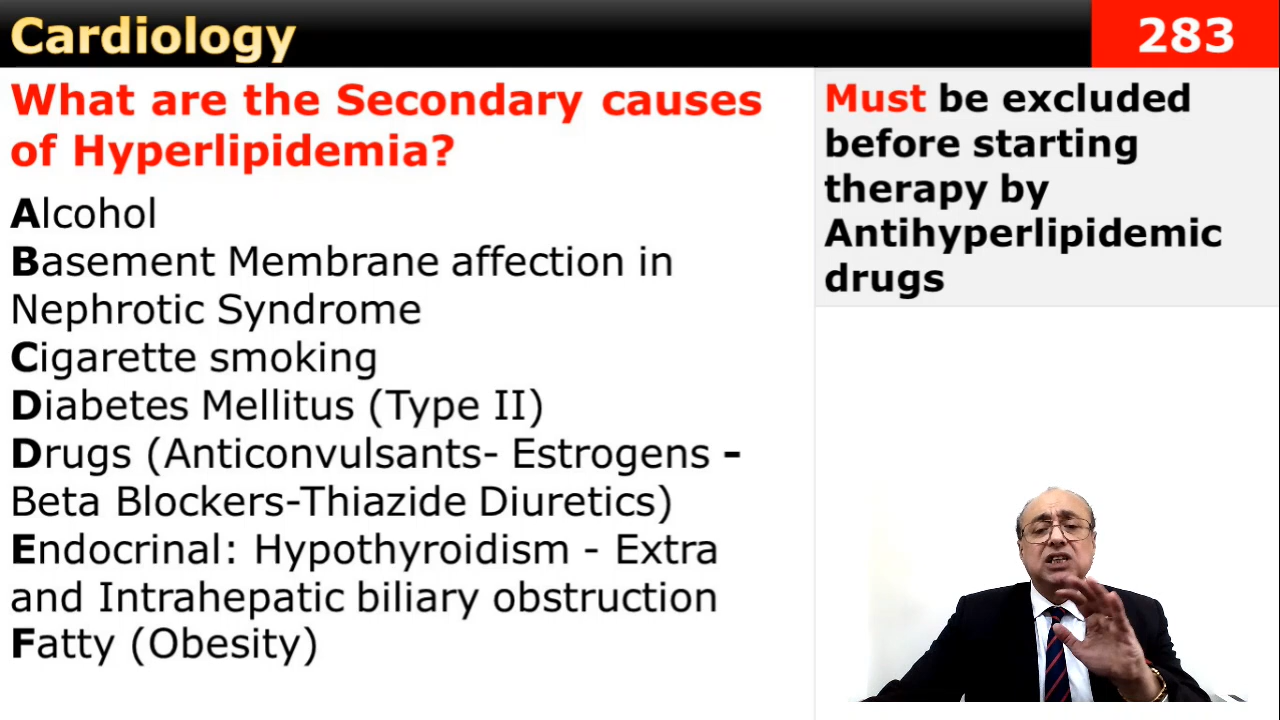 Cardiology
283
What are the Secondary causes
of Hyperlipidemia?
Alcohol
Basement Membrane affection in
Nephrotic Syndrome
Cigarette smoking
Diabetes Mellitus (Type II)
Drugs (Anticonvulsants- Estrogens -
Beta Blockers-Thiazide Diuretics)
Endocrinal: Hypothyroidism - Extra
and Intrahepatic biliary obstruction
Fatty (Obesity)
Must be excluded
before starting
therapy by
Antihyperlipidemic
drugs